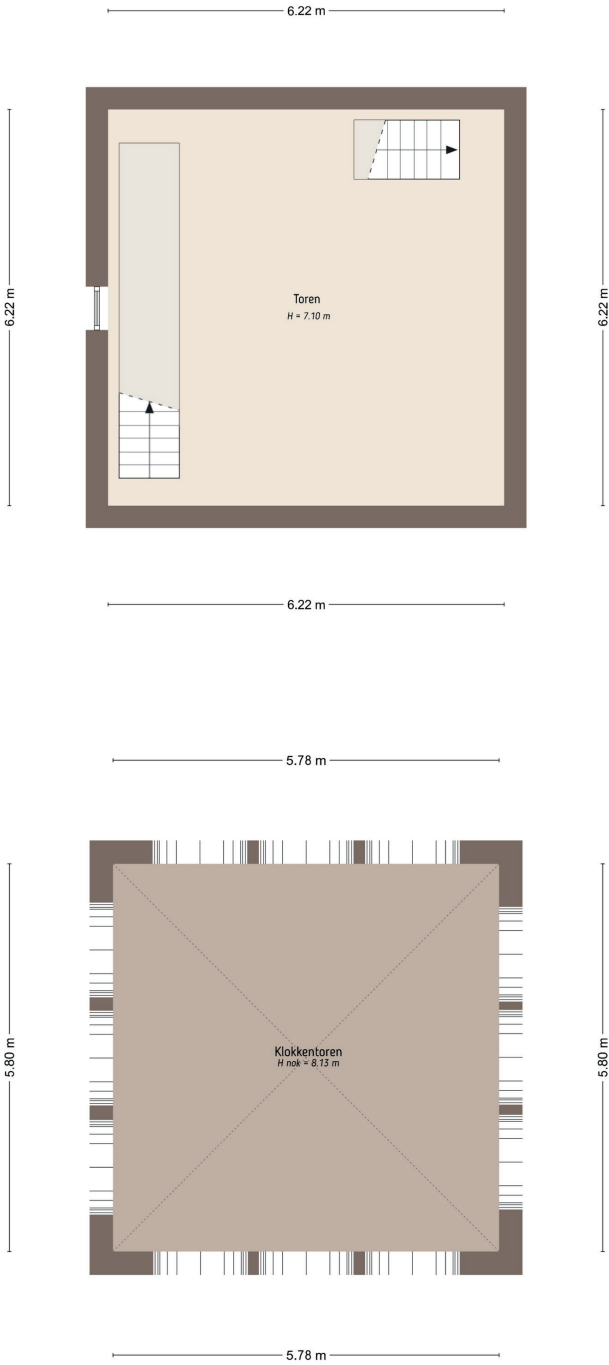 6.22 m
6.22 m
6.22 m
Toren
H = 7.10 m
6.22 m
5.78 m
5.80 m
5.80 m
Klokkentoren
H nok = 8.13 m
5.78 m